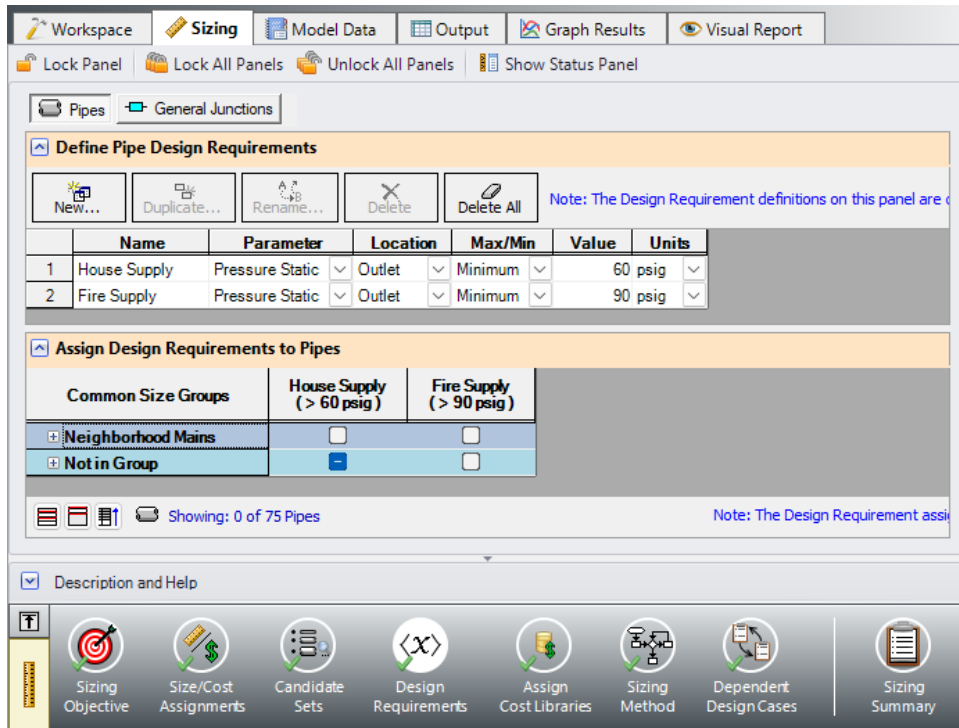 Workspace Sizing Model Data Output Graph Results Visual Report
Lock Panel Lock All Panels Unlock All Panels Show Status Panel
Pipes General Junctions
Define Pipe Design Requirements
New... Duplicate... Rename... Delete Delete All Note: The Design Requirement definitions on this panel are
Name Parameter Location Max/Min Value Units
1 House Supply Pressure Static Outlet Minimum 60 psig
2 Fire Supply Pressure Static Outlet Minimum 90 psig
Assign Design Requirements to Pipes
Common Size Groups House Supply ( > 60 psig ) Fire Supply ( > 90 psig )
Neighborhood Mains
Not in Group
Showing: 0 of 75 Pipes Note: The Design Requirement assi
Description and Help
Sizing Objective Size/Cost Assignments Candidate Sets Design Requirements Assign Cost Libraries Sizing Method Dependent Design Cases Sizing Summary